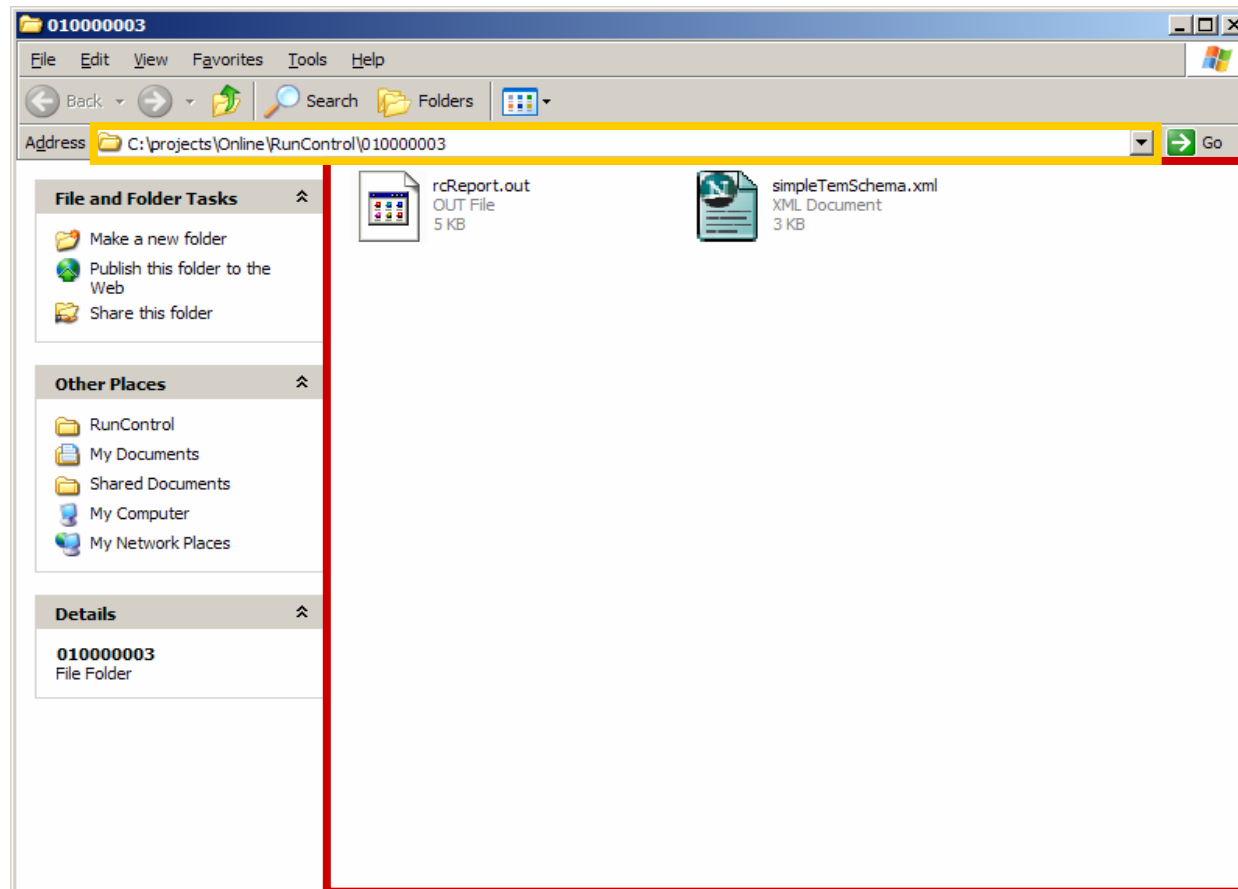 010000003
File Edit View Favorites Tools Help
Back Search Folders
Address C:\projects\Online\RunControl\010000003 Go
File and Folder Tasks
Make a new folder
Publish this folder to the
Web
Share this folder
Other Places
RunControl
My Documents
Shared Documents
My Computer
My Network Places
Details
010000003
File Folder
rcReport.out
OUT File
5 KB
simpleTemSchema.xml
XML Document
3 KB